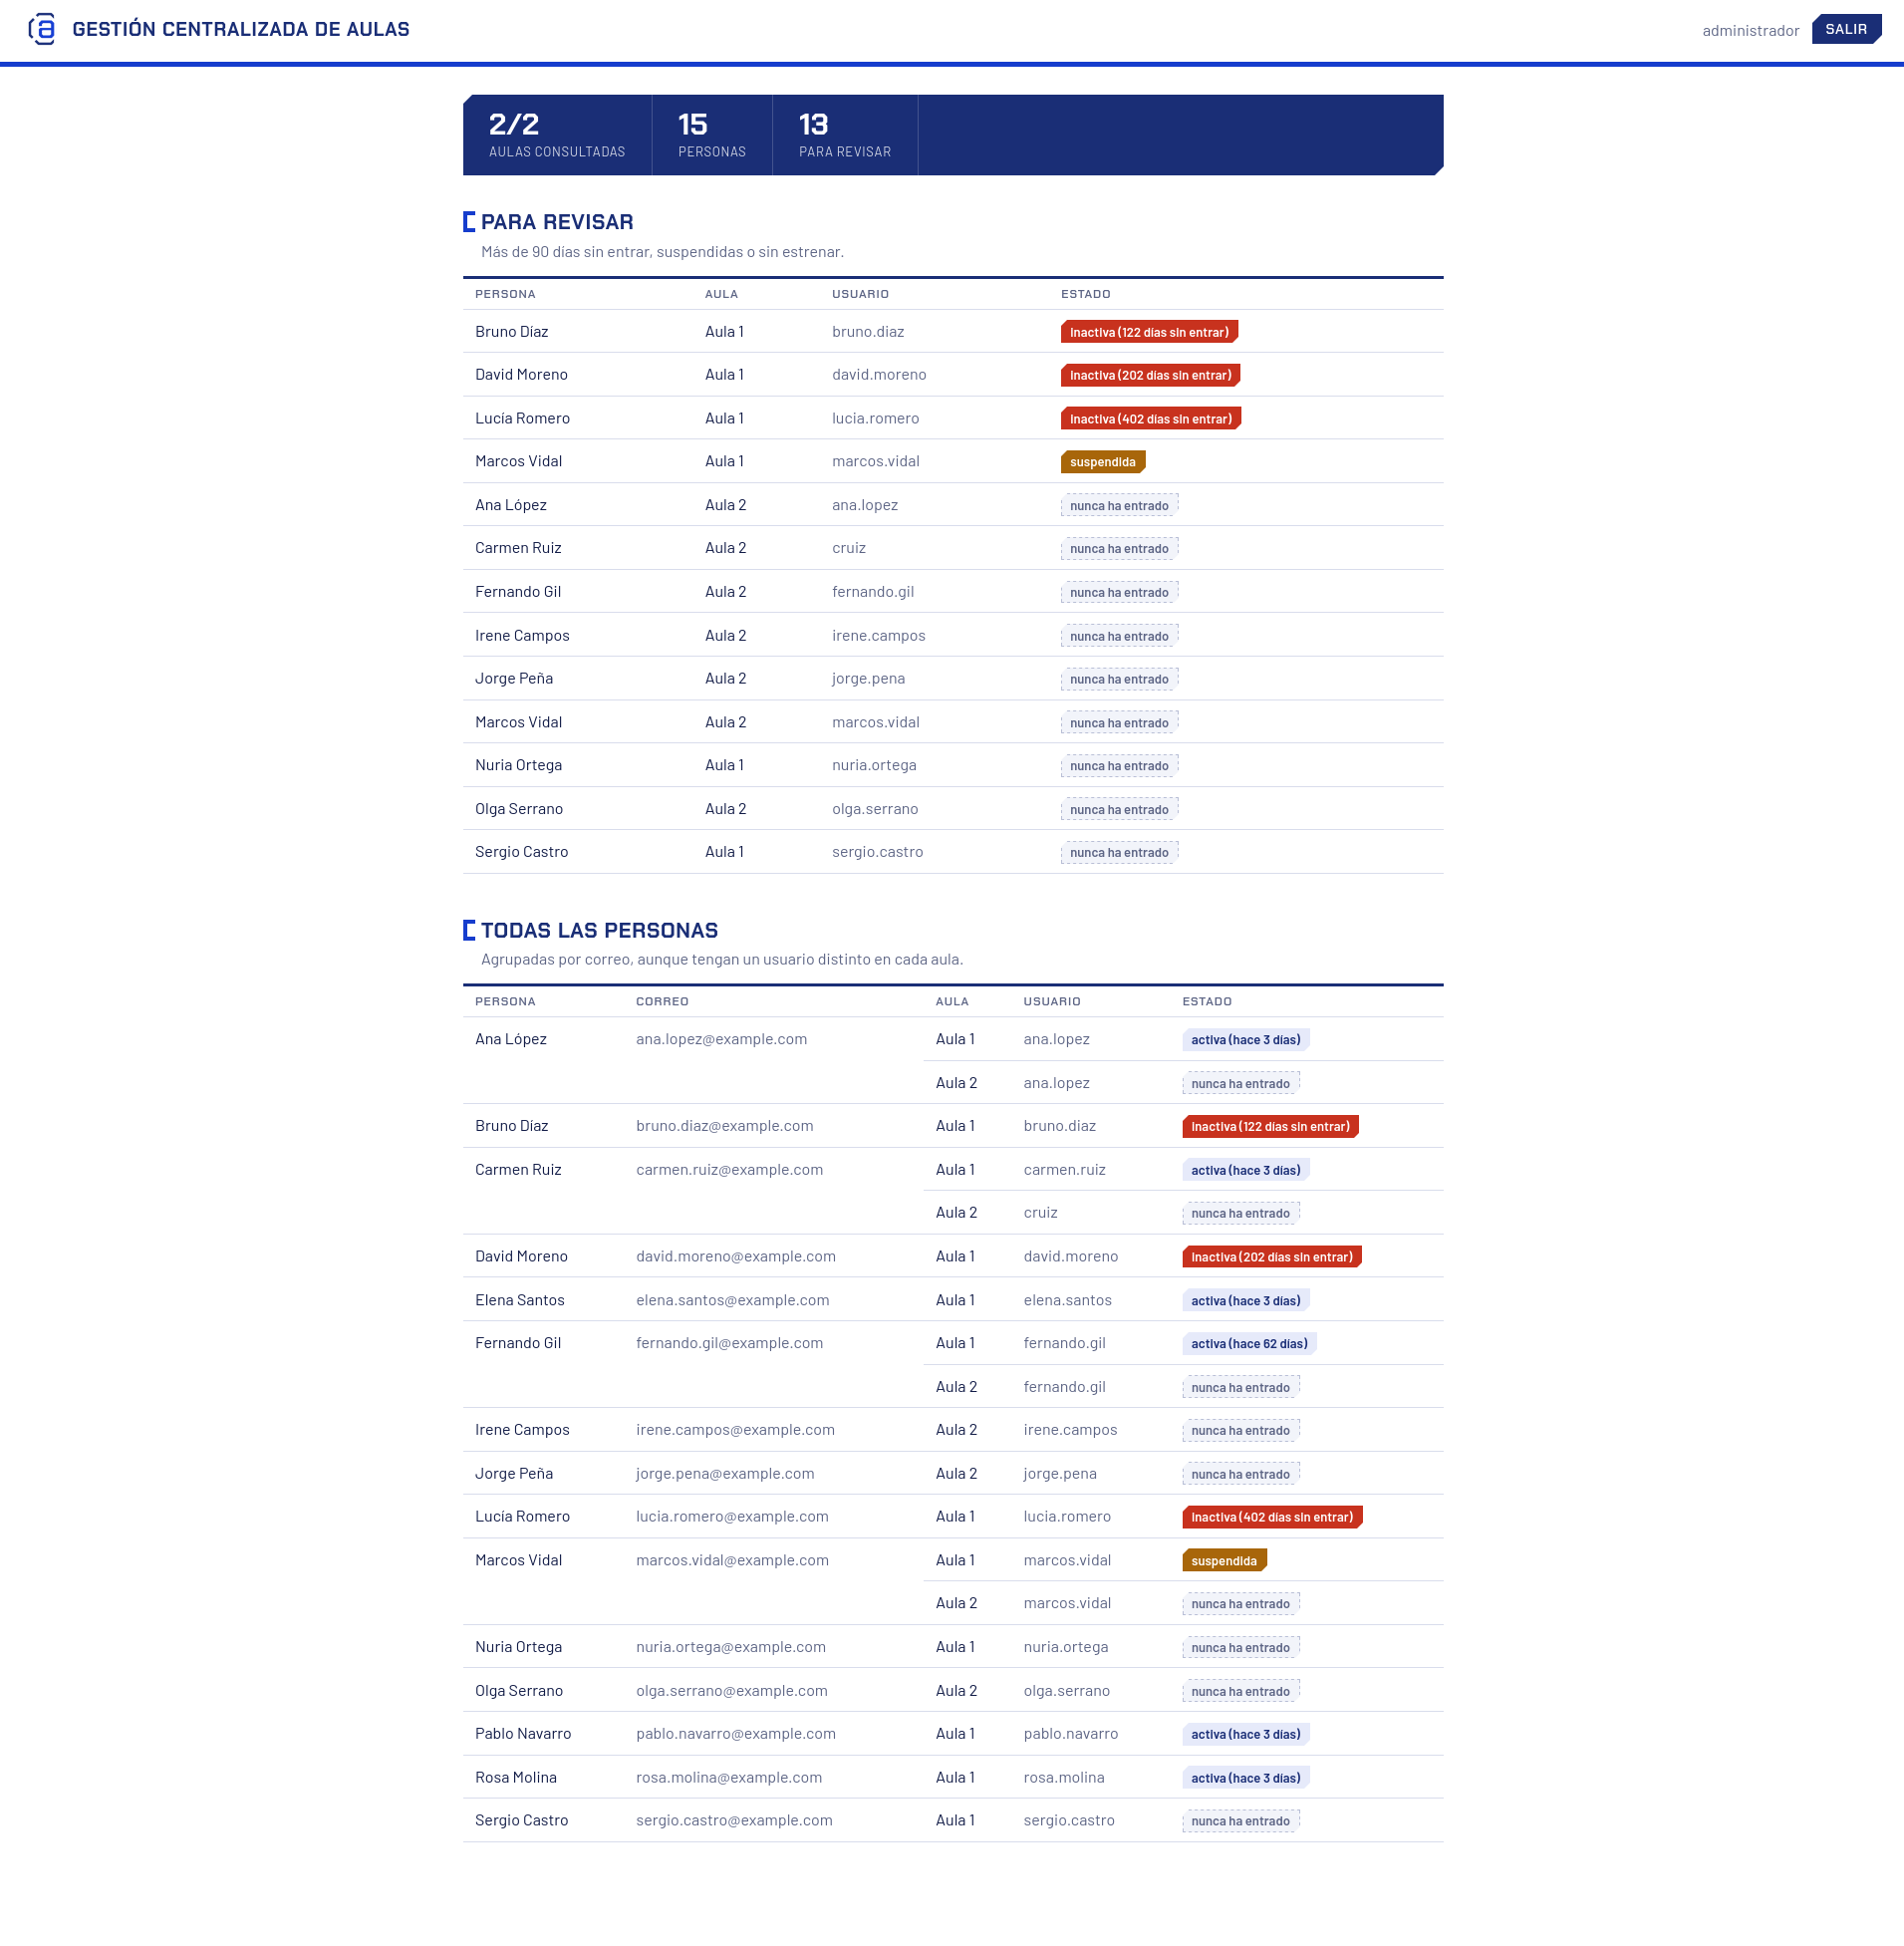 GESTIÓN CENTRALIZADA DE AULAS
administrador SALIR
2/2 15 13
AULAS CONSULTADAS PERSONAS PARA REVISAR
PARA REVISAR
Más de 90 días sin entrar, suspendidas o sin estrenar.
PERSONA AULA USUARIO ESTADO
Bruno Díaz Aula 1 bruno.diaz inactiva (122 días sin entrar)
David Moreno Aula 1 david.moreno inactiva (202 días sin entrar)
Lucía Romero Aula 1 lucia.romero inactiva (402 días sin entrar)
Marcos Vidal Aula 1 marcos.vidal suspendida
Ana López Aula 2 ana.lopez nunca ha entrado
Carmen Ruiz Aula 2 cruiz nunca ha entrado
Fernando Gil Aula 2 fernando.gil nunca ha entrado
Irene Campos Aula 2 irene.campos nunca ha entrado
Jorge Peña Aula 2 jorge.pena nunca ha entrado
Marcos Vidal Aula 2 marcos.vidal nunca ha entrado
Nuria Ortega Aula 1 nuria.ortega nunca ha entrado
Olga Serrano Aula 2 olga.serrano nunca ha entrado
Sergio Castro Aula 1 sergio.castro nunca ha entrado
TODAS LAS PERSONAS
Agrupadas por correo, aunque tengan un usuario distinto en cada aula.
PERSONA CORREO AULA USUARIO ESTADO
Ana López ana.lopez@example.com Aula 1 ana.lopez activa (hace 3 días)
Aula 2 ana.lopez nunca ha entrado
Bruno Díaz bruno.diaz@example.com Aula 1 bruno.diaz inactiva (122 días sin entrar)
Carmen Ruiz carmen.ruiz@example.com Aula 1 carmen.ruiz activa (hace 3 días)
Aula 2 cruiz nunca ha entrado
David Moreno david.moreno@example.com Aula 1 david.moreno inactiva (202 días sin entrar)
Elena Santos elena.santos@example.com Aula 1 elena.santos activa (hace 3 días)
Fernando Gil fernando.gil@example.com Aula 1 fernando.gil activa (hace 62 días)
Aula 2 fernando.gil nunca ha entrado
Irene Campos irene.campos@example.com Aula 2 irene.campos nunca ha entrado
Jorge Peña jorge.pena@example.com Aula 2 jorge.pena nunca ha entrado
Lucía Romero lucia.romero@example.com Aula 1 lucia.romero inactiva (402 días sin entrar)
Marcos Vidal marcos.vidal@example.com Aula 1 marcos.vidal suspendida
Aula 2 marcos.vidal nunca ha entrado
Nuria Ortega nuria.ortega@example.com Aula 1 nuria.ortega nunca ha entrado
Olga Serrano olga.serrano@example.com Aula 2 olga.serrano nunca ha entrado
Pablo Navarro pablo.navarro@example.com Aula 1 pablo.navarro activa (hace 3 días)
Rosa Molina rosa.molina@example.com Aula 1 rosa.molina activa (hace 3 días)
Sergio Castro sergio.castro@example.com Aula 1 sergio.castro nunca ha entrado